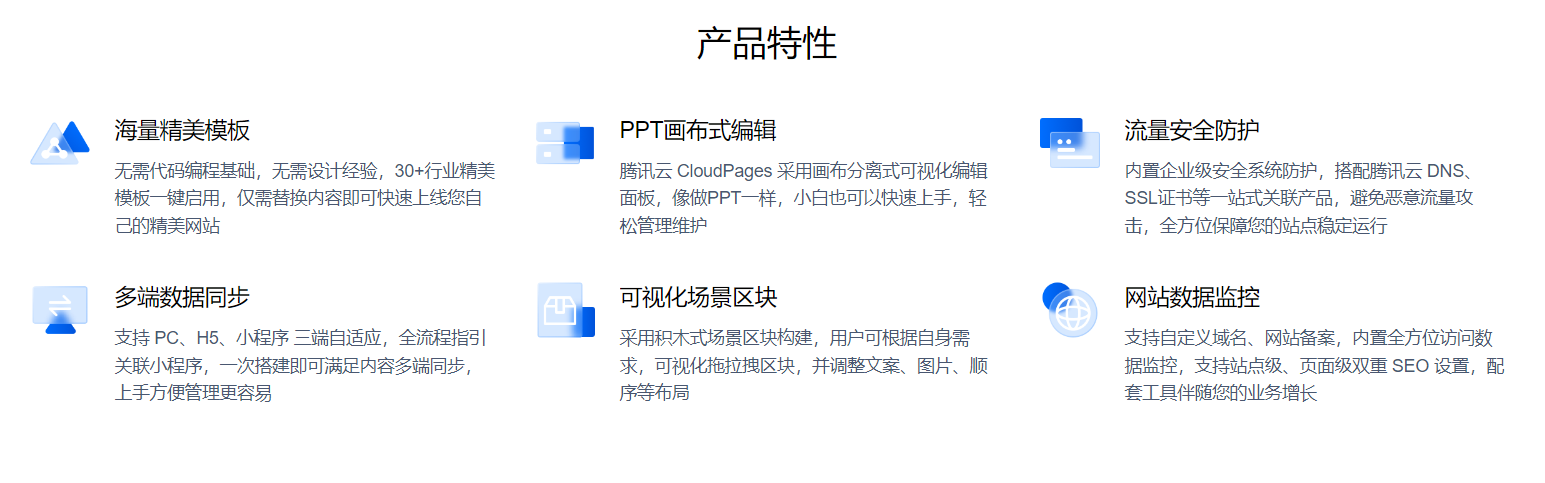 产品特性
海量精美模板
无需代码编程基础，无需设计经验，30+行业精美
模板一键启用，仅需替换内容即可快速上线您自
己的精美网站
PPT画布式编辑
腾讯云 CloudPages 采用画布分离式可视化编辑
面板，像做PPT一样，小白也可以快速上手，轻
松管理维护
流量安全防护
内置企业级安全系统防护，搭配腾讯云 DNS、
SSL证书等一站式关联产品，避免恶意流量攻
击，全方位保障您的站点稳定运行
多端数据同步
支持 PC、H5、小程序 三端自适应，全流程指引
关联小程序，一次搭建即可满足内容多端同步，
上手方便管理更容易
可视化场景区块
采用积木式场景区块构建，用户可根据自身需
求，可视化拖拉拽区块，并调整文案、图片、顺
序等布局
网站数据监控
支持自定义域名、网站备案，内置全方位访问数
据监控，支持站点级、页面级双重 SEO 设置，配
套工具伴随您的业务增长